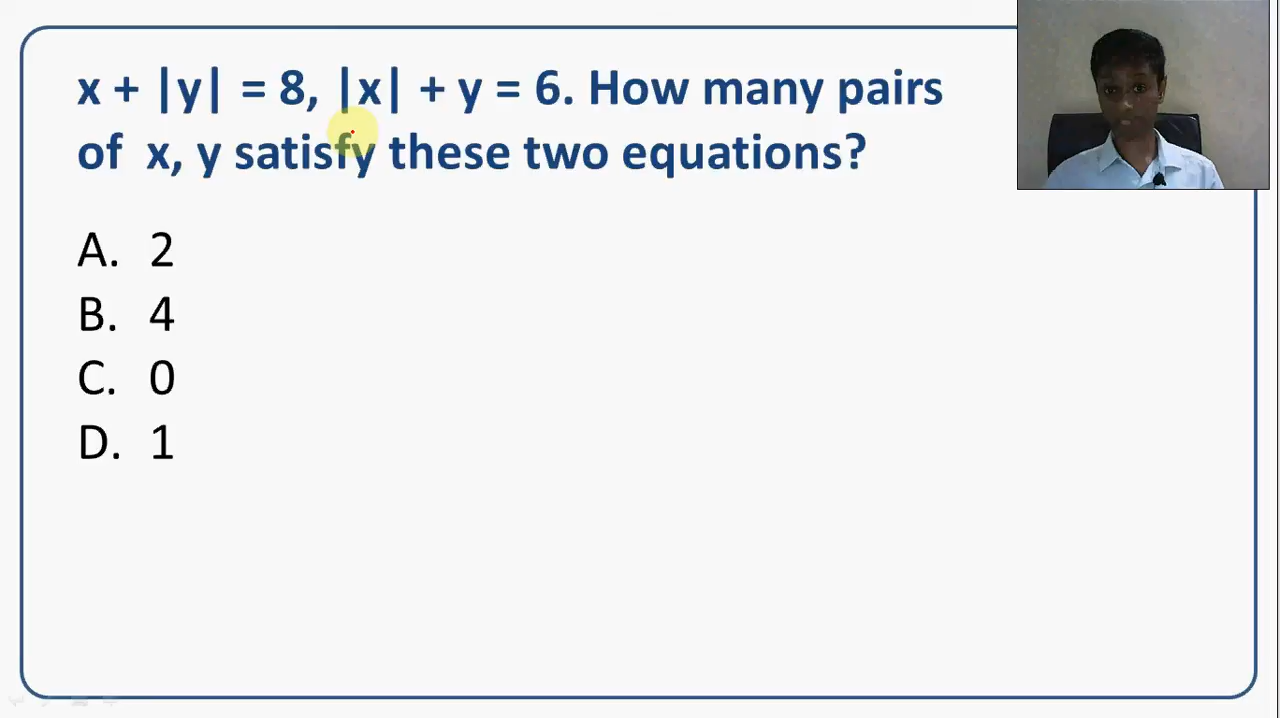 x + |y| = 8, |x| + y = 6. How many pairs
of x, y satisfy these two equations?
A. 2
B. 4
C. 0
D. 1